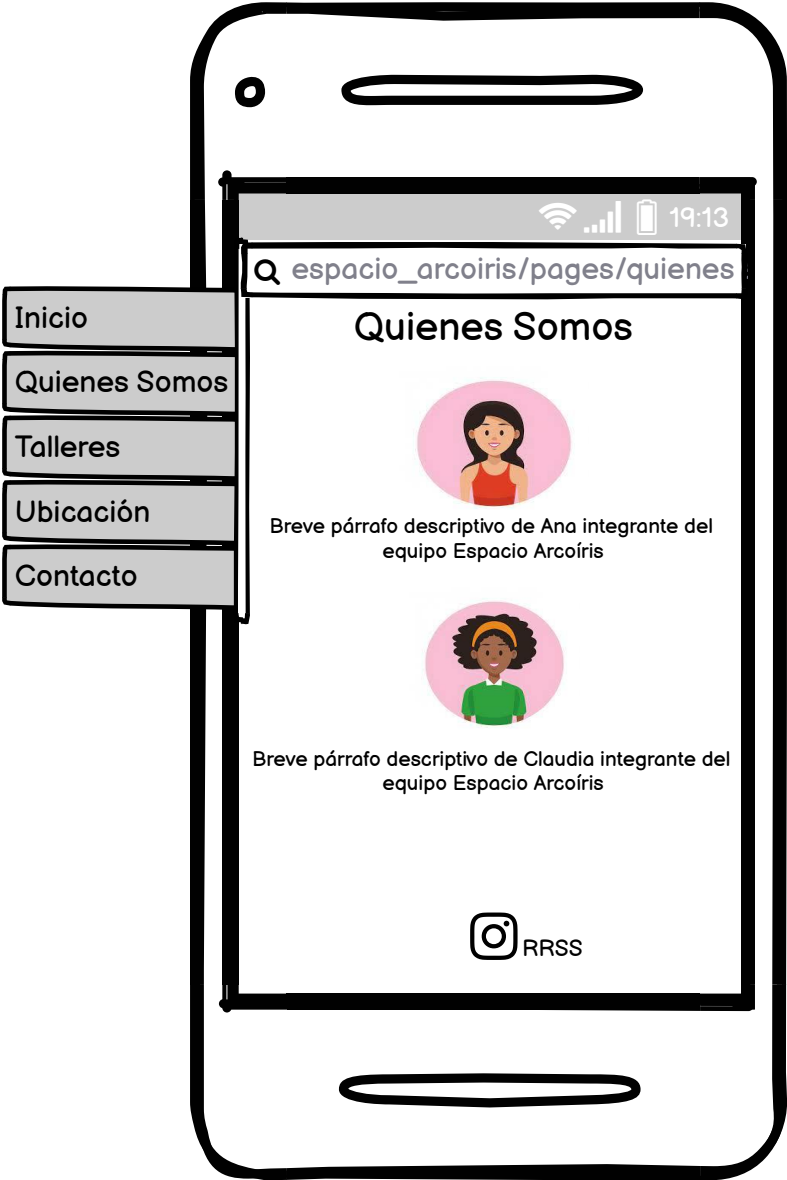 19:13
espacio_arcoiris/pages/quienes
Inicio
Quienes Somos
Talleres
Ubicación
Contacto
Quienes Somos
Breve párrafo descriptivo de Ana integrante del
equipo Espacio Arcoíris
Breve párrafo descriptivo de Claudia integrante del
equipo Espacio Arcoíris
RRSS